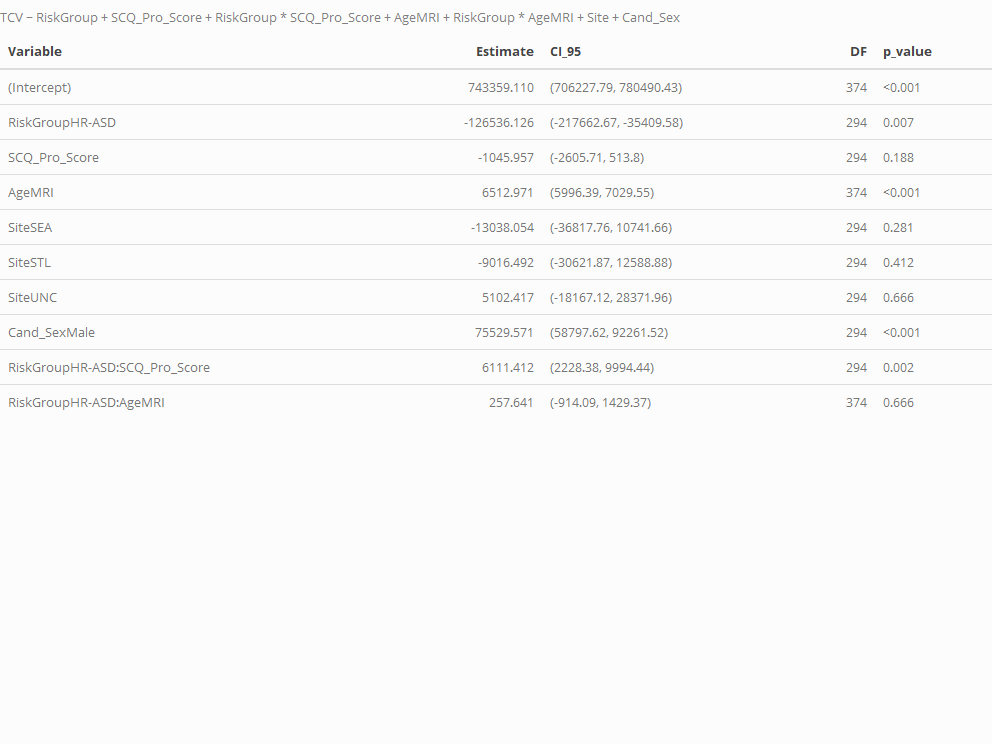 TCV ~ RiskGroup + SCQ_Pro_Score + RiskGroup * SCQ_Pro_Score + AgeMRI + RiskGroup * AgeMRI + Site + Cand_Sex
Variable Estimate CI_95 DF p_value
(Intercept) 743359.110 (706227.79, 780490.43) 374 <0.001
RiskGroupHR-ASD -126536.126 (-217662.67, -35409.58) 294 0.007
SCQ_Pro_Score -1045.957 (-2605.71, 513.8) 294 0.188
AgeMRI 6512.971 (5996.39, 7029.55) 374 <0.001
SiteSEA -13038.054 (-36817.76, 10741.66) 294 0.281
SiteSTL -9016.492 (-30621.87, 12588.88) 294 0.412
SiteUNC 5102.417 (-18167.12, 28371.96) 294 0.666
Cand_SexMale 75529.571 (58797.62, 92261.52) 294 <0.001
RiskGroupHR-ASD:SCQ_Pro_Score 6111.412 (2228.38, 9994.44) 294 0.002
RiskGroupHR-ASD:AgeMRI 257.641 (-914.09, 1429.37) 374 0.666